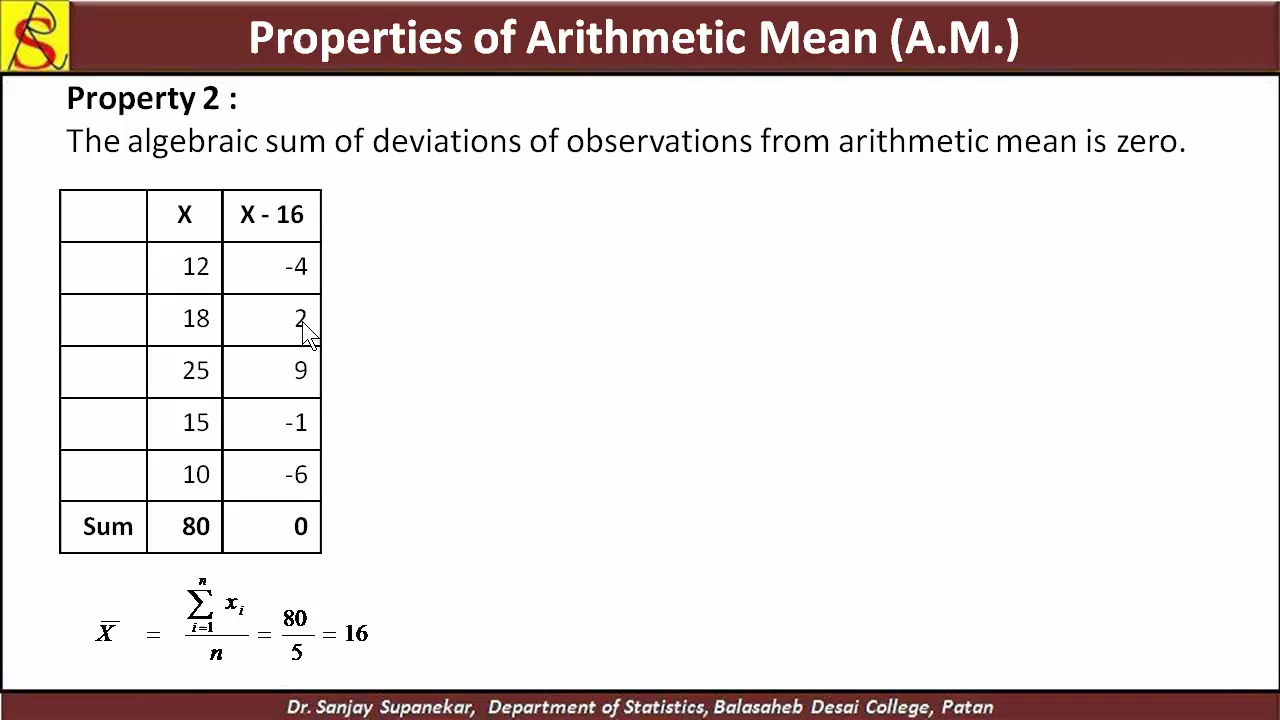 Properties of Arithmetic Mean (A.M.)
Property 2 :
The algebraic sum of deviations of observations from arithmetic mean is zero.
X X - 16
12 -4
18 2
25 9
15 -1
10 -6
Sum 80 0
X̅ = ∑ᵢ₌₁ⁿ xᵢ / n = 80 / 5 = 16
Dr. Sanjay Supanekar, Department of Statistics, Balasaheb Desai College, Patan